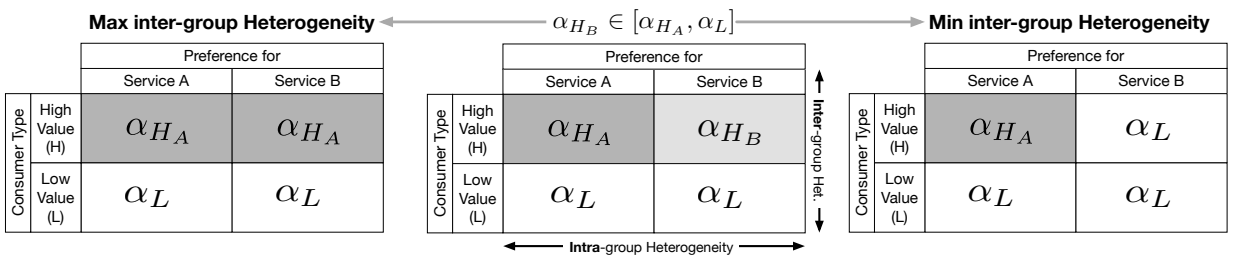 Max inter-group Heterogeneity
α_{H_B} ∈ [α_{H_A}, α_L]
Min inter-group Heterogeneity
Preference for
Service A Service B
Consumer Type
High Value (H)
α_{H_A} α_{H_A}
Low Value (L)
α_L α_L
Preference for
Service A Service B
Consumer Type
High Value (H)
α_{H_A} α_{H_B}
Low Value (L)
α_L α_L
Inter-group Het.
Intra-group Heterogeneity
Preference for
Service A Service B
Consumer Type
High Value (H)
α_{H_A} α_L
Low Value (L)
α_L α_L